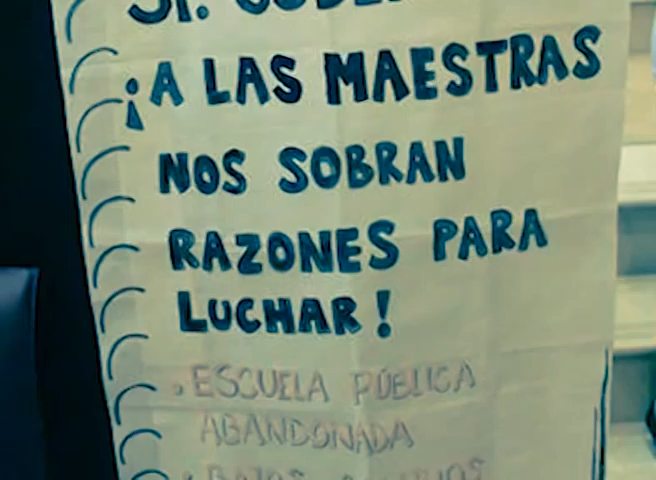 ¡A LAS MAESTRAS
NOS SOBRAN
RAZONES PARA
LUCHAR!
. ESCUELA PÚBLICA
ABANDONADA